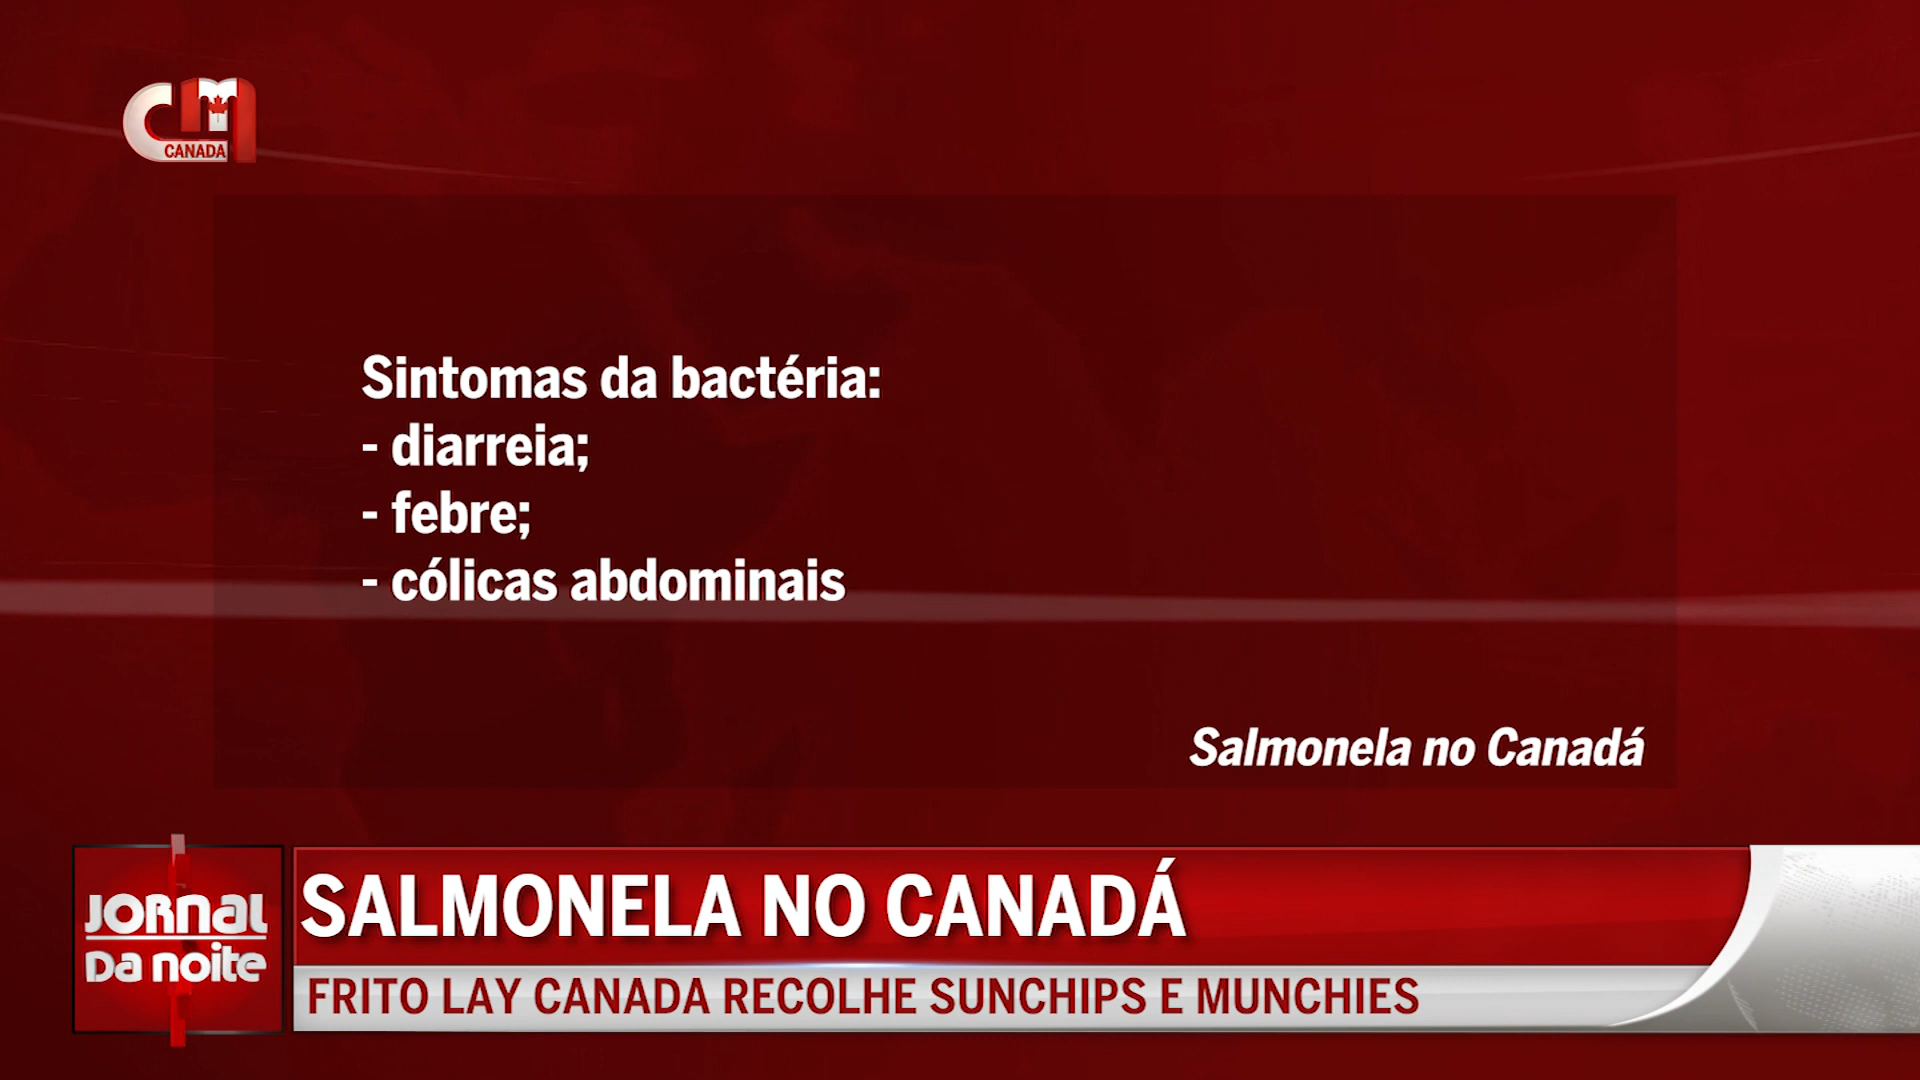 CM
CANADA
Sintomas da bactéria:
- diarreia;
- febre;
- cólicas abdominais
Salmonela no Canadá
JORNAL
DA NOITE
SALMONELA NO CANADÁ
FRITO LAY CANADA RECOLHE SUNCHIPS E MUNCHIES